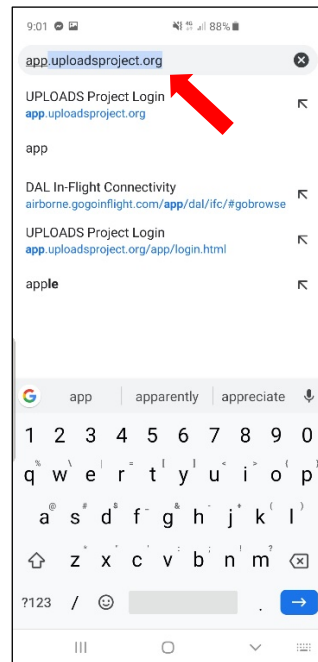 9:01 88%
app.uploadsproject.org
UPLOADS Project Login
app.uploadsproject.org
app
DAL In-Flight Connectivity
airborne.gogoinflight.com/app/dal/ifc/#gobrowse
UPLOADS Project Login
app.uploadsproject.org/app/login.html
apple
G app apparently appreciate
1 2 3 4 5 6 7 8 9 0
q w e r t y u i o p
a s d f g h j k l
z x c v b n m
?123 / .